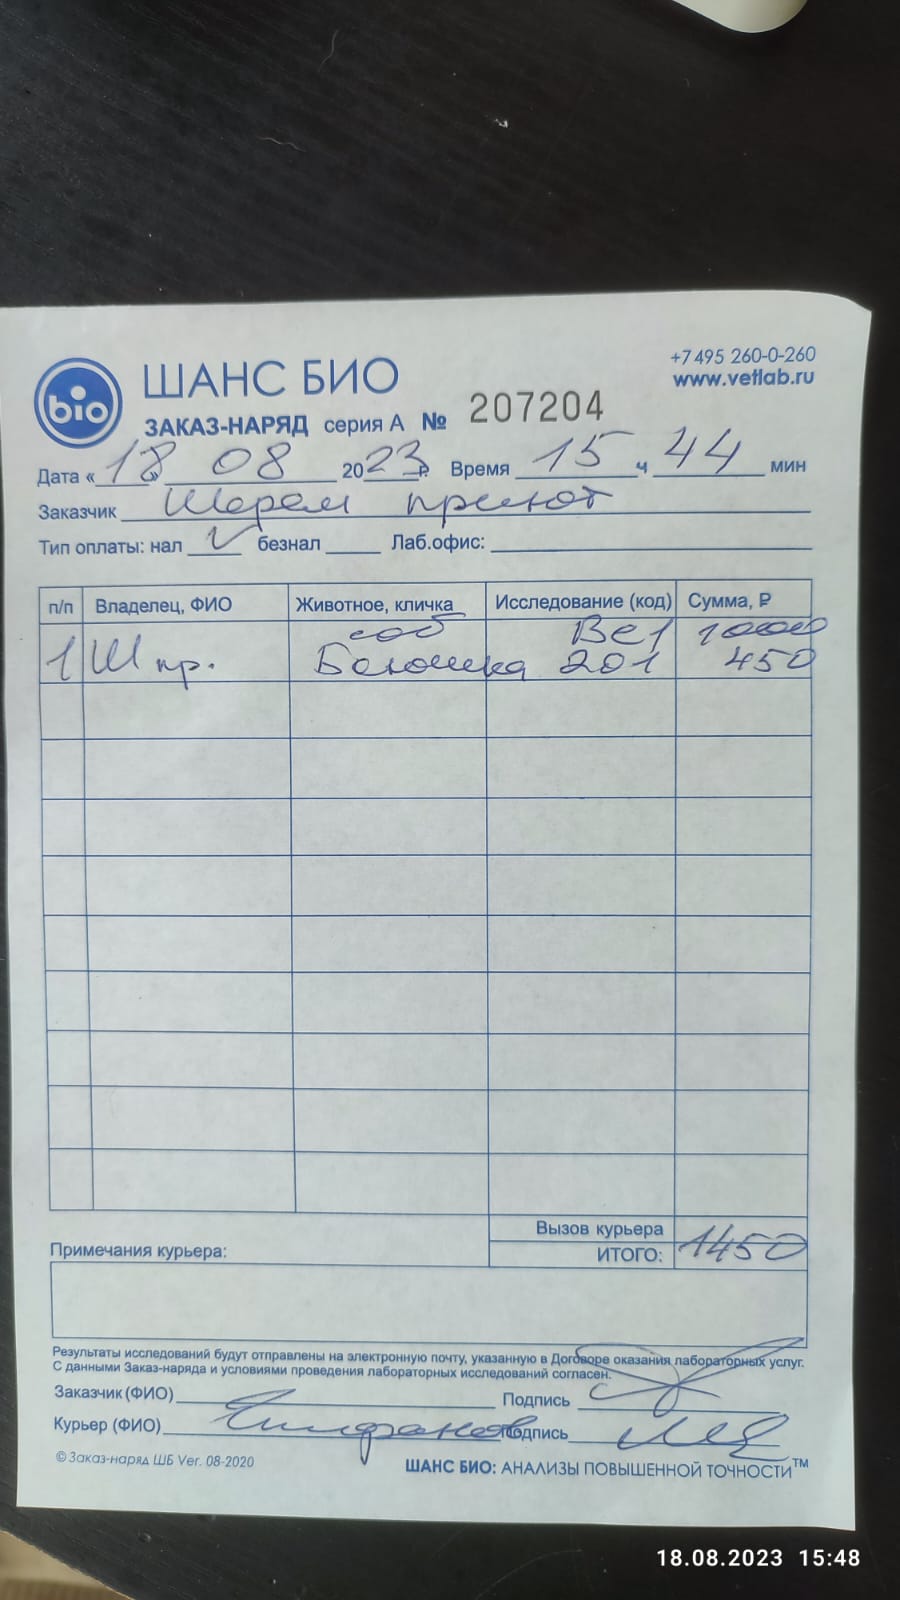 +7 495 260-0-260
www.vetlab.ru
bio
ШАНС БИО
ЗАКАЗ-НАРЯД серия А № 207204
Дата «18» 08 2023 г. Время 15 ч 44 мин
Заказчик приют
Тип оплаты: нал V безнал Лаб.офис:
п/п Владелец, ФИО Животное, кличка Исследование (код) Сумма, ₽
соб Ве1 1000
1 Ш пр. 201 450
Вызов курьера
Примечания курьера: ИТОГО: 1450
Результаты исследований будут отправлены на электронную почту, указанную в Договоре оказания лабораторных услуг.
С данными Заказ-наряда и условиями проведения лабораторных исследований согласен.
Заказчик (ФИО) Подпись
Курьер (ФИО) Подпись
© Заказ-наряд ШБ Ver. 08-2020
ШАНС БИО: АНАЛИЗЫ ПОВЫШЕННОЙ ТОЧНОСТИ™
18.08.2023 15:48